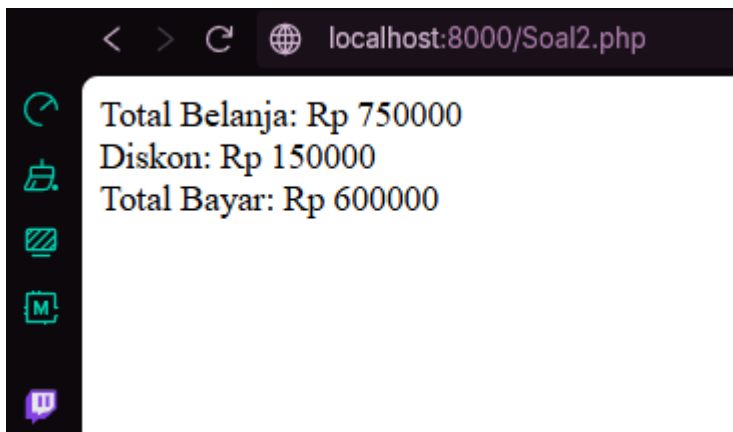 localhost:8000/Soal2.php
Total Belanja: Rp 750000
Diskon: Rp 150000
Total Bayar: Rp 600000
M